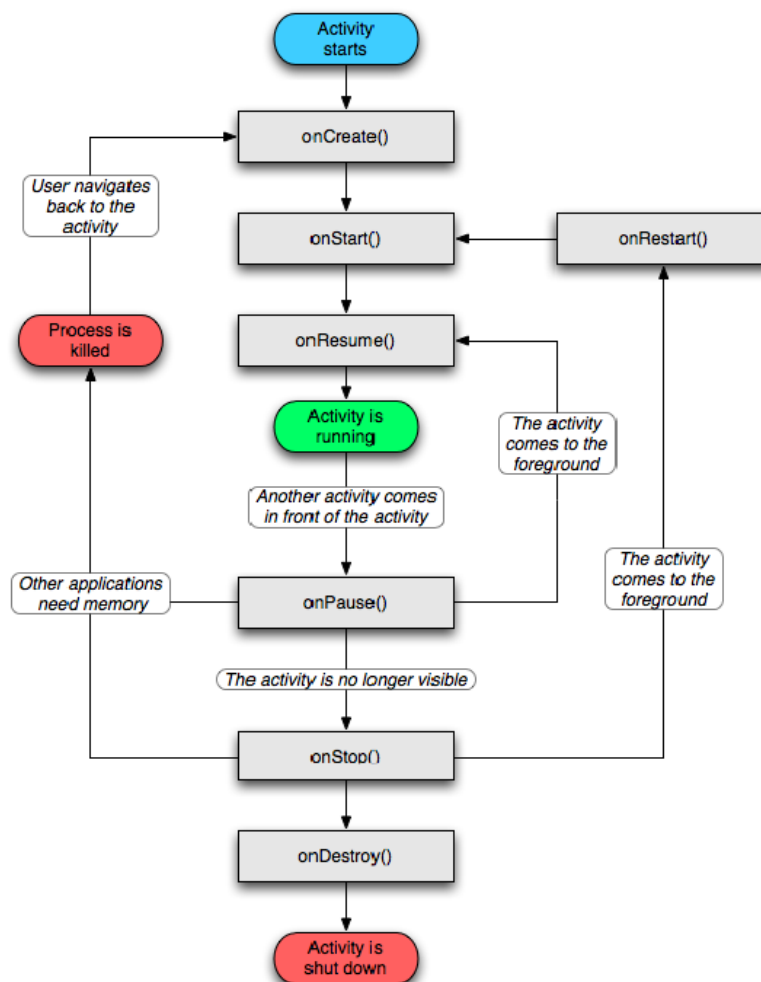 Activity
starts
onCreate()
User navigates
back to the
activity
onStart()
onRestart()
Process is
killed
onResume()
Activity is
running
The activity
comes to the
foreground
Another activity comes
in front of the activity
The activity
comes to the
foreground
Other applications
need memory
onPause()
The activity is no longer visible
onStop()
onDestroy()
Activity is
shut down